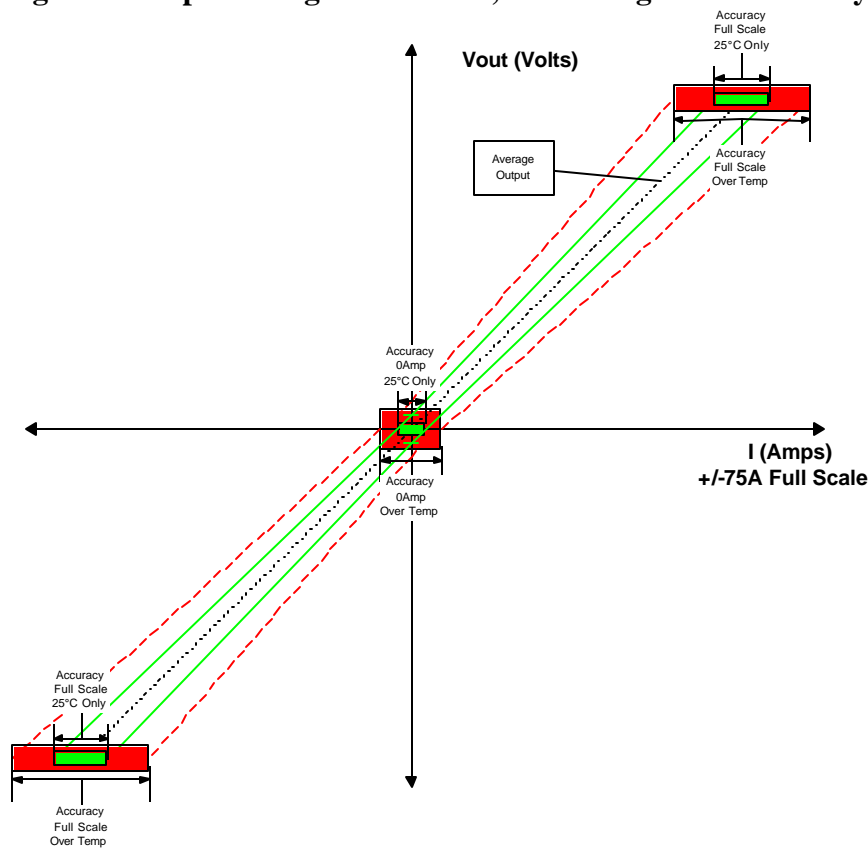 Accuracy
Full Scale
25°C Only
Vout (Volts)
Average
Output
Accuracy
Full Scale
Over Temp
Accuracy
0Amp
25°C Only
I (Amps)
+/-75A Full Scale
Accuracy
0Amp
Over Temp
Accuracy
Full Scale
25°C Only
Accuracy
Full Scale
Over Temp